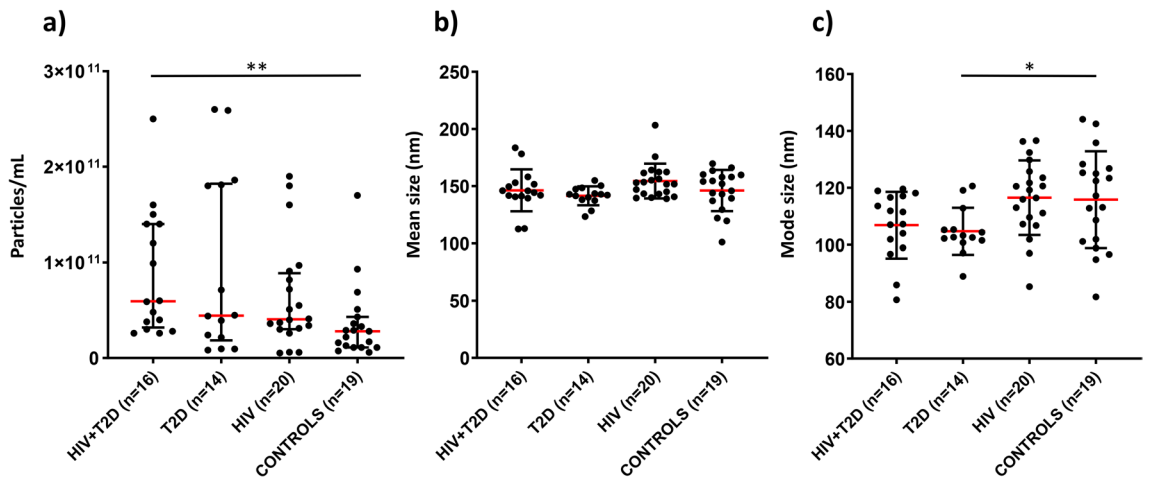 a)
**
Particles/mL
3×10¹¹
2×10¹¹
1×10¹¹
0
HIV+T2D (n=16)
T2D (n=14)
HIV (n=20)
CONTROLS (n=19)
b)
Mean size (nm)
250
200
150
100
50
0
HIV+T2D (n=16)
T2D (n=14)
HIV (n=20)
CONTROLS (n=19)
c)
*
Mode size (nm)
160
140
120
100
80
60
HIV+T2D (n=16)
T2D (n=14)
HIV (n=20)
CONTROLS (n=19)